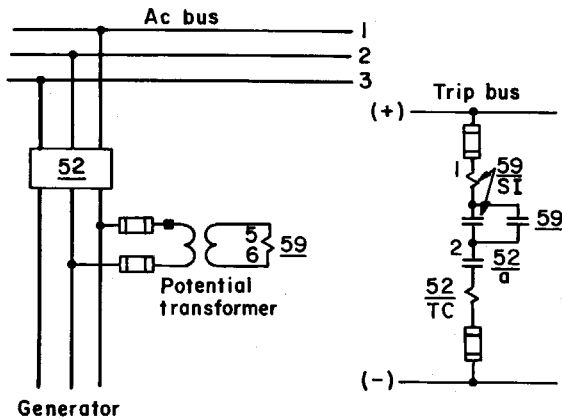 Ac bus
1
2
3
Trip bus
(+)
52
1
59
SI
59
5
6
59
2
52
a
Potential
transformer
52
TC
(-)
Generator